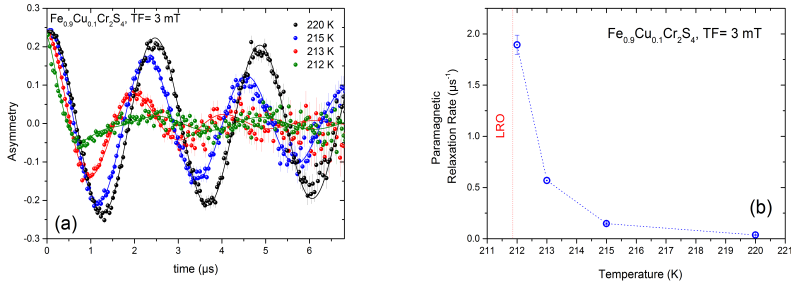 Fe0.9Cu0.1Cr2S4, TF= 3 mT
220 K
215 K
213 K
212 K
0.3
0.2
0.1
0.0
-0.1
-0.2
-0.3
Asymmetry
(a)
0 1 2 3 4 5 6
time (µs)
Fe0.9Cu0.1Cr2S4, TF= 3 mT
2.0
1.5
1.0
0.5
0.0
Paramagnetic
Relaxation Rate (µs-1)
LRO
(b)
211 212 213 214 215 216 217 218 219 220 221
Temperature (K)